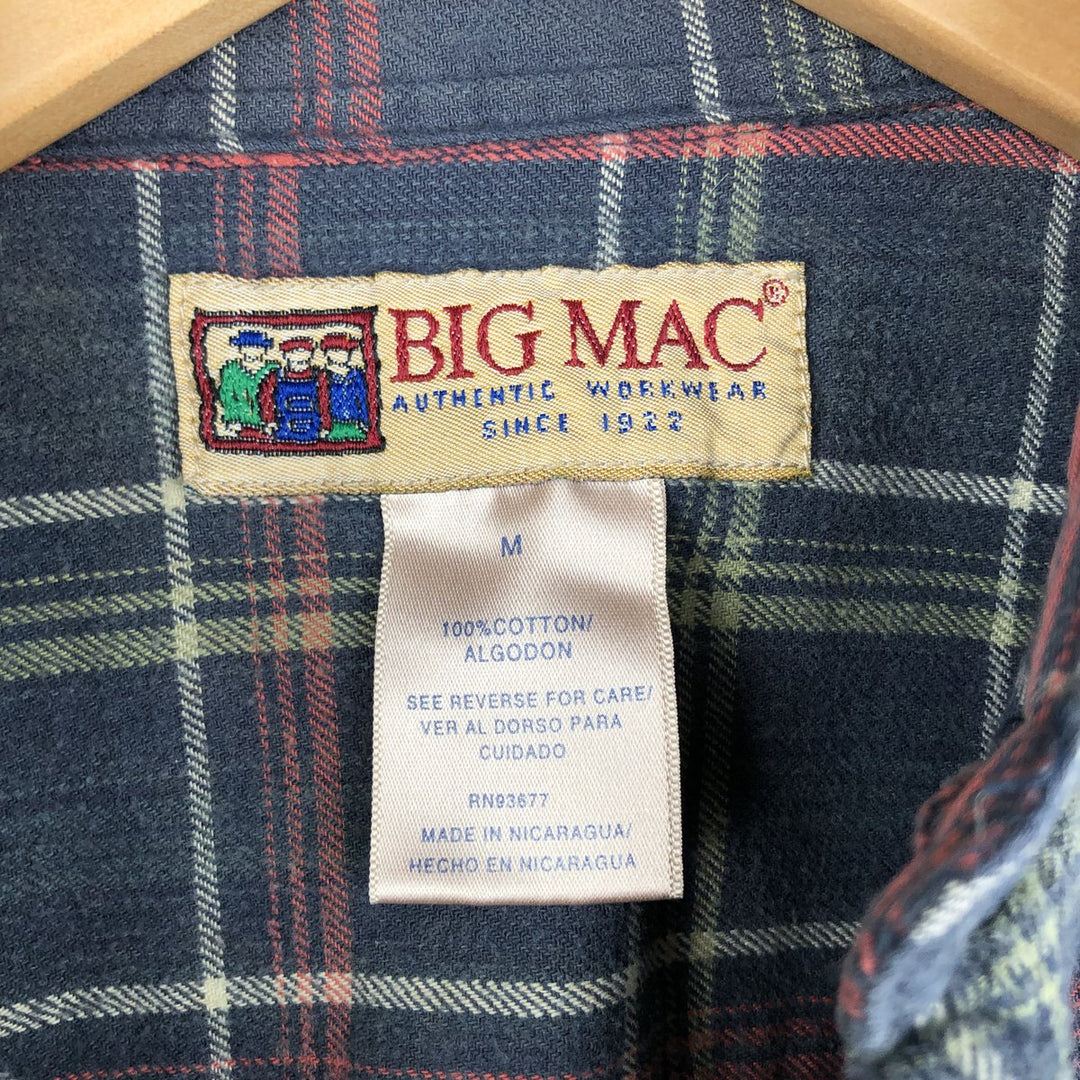 BIG MAC®
AUTHENTIC WORKWEAR
SINCE 1922
M
100%COTTON/
ALGODON
SEE REVERSE FOR CARE/
VER AL DORSO PARA
CUIDADO
RN93677
MADE IN NICARAGUA/
HECHO EN NICARAGUA